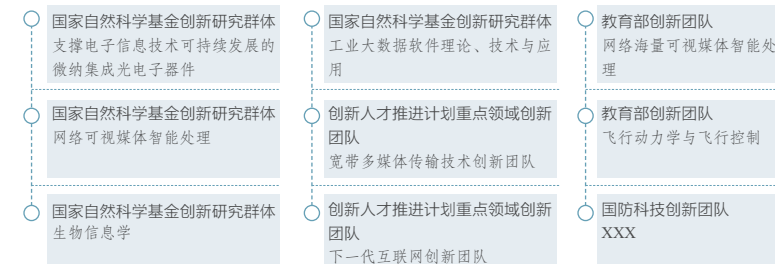 国家自然科学基金创新研究群体
支撑电子信息技术可持续发展的
微纳集成光电子器件
国家自然科学基金创新研究群体
网络可视媒体智能处理
国家自然科学基金创新研究群体
生物信息学
国家自然科学基金创新研究群体
工业大数据软件理论、技术与应
用
创新人才推进计划重点领域创新
团队
宽带多媒体传输技术创新团队
创新人才推进计划重点领域创新
团队
下一代互联网创新团队
教育部创新团队
网络海量可视媒体智能处
理
教育部创新团队
飞行动力学与飞行控制
国防科技创新团队
XXX